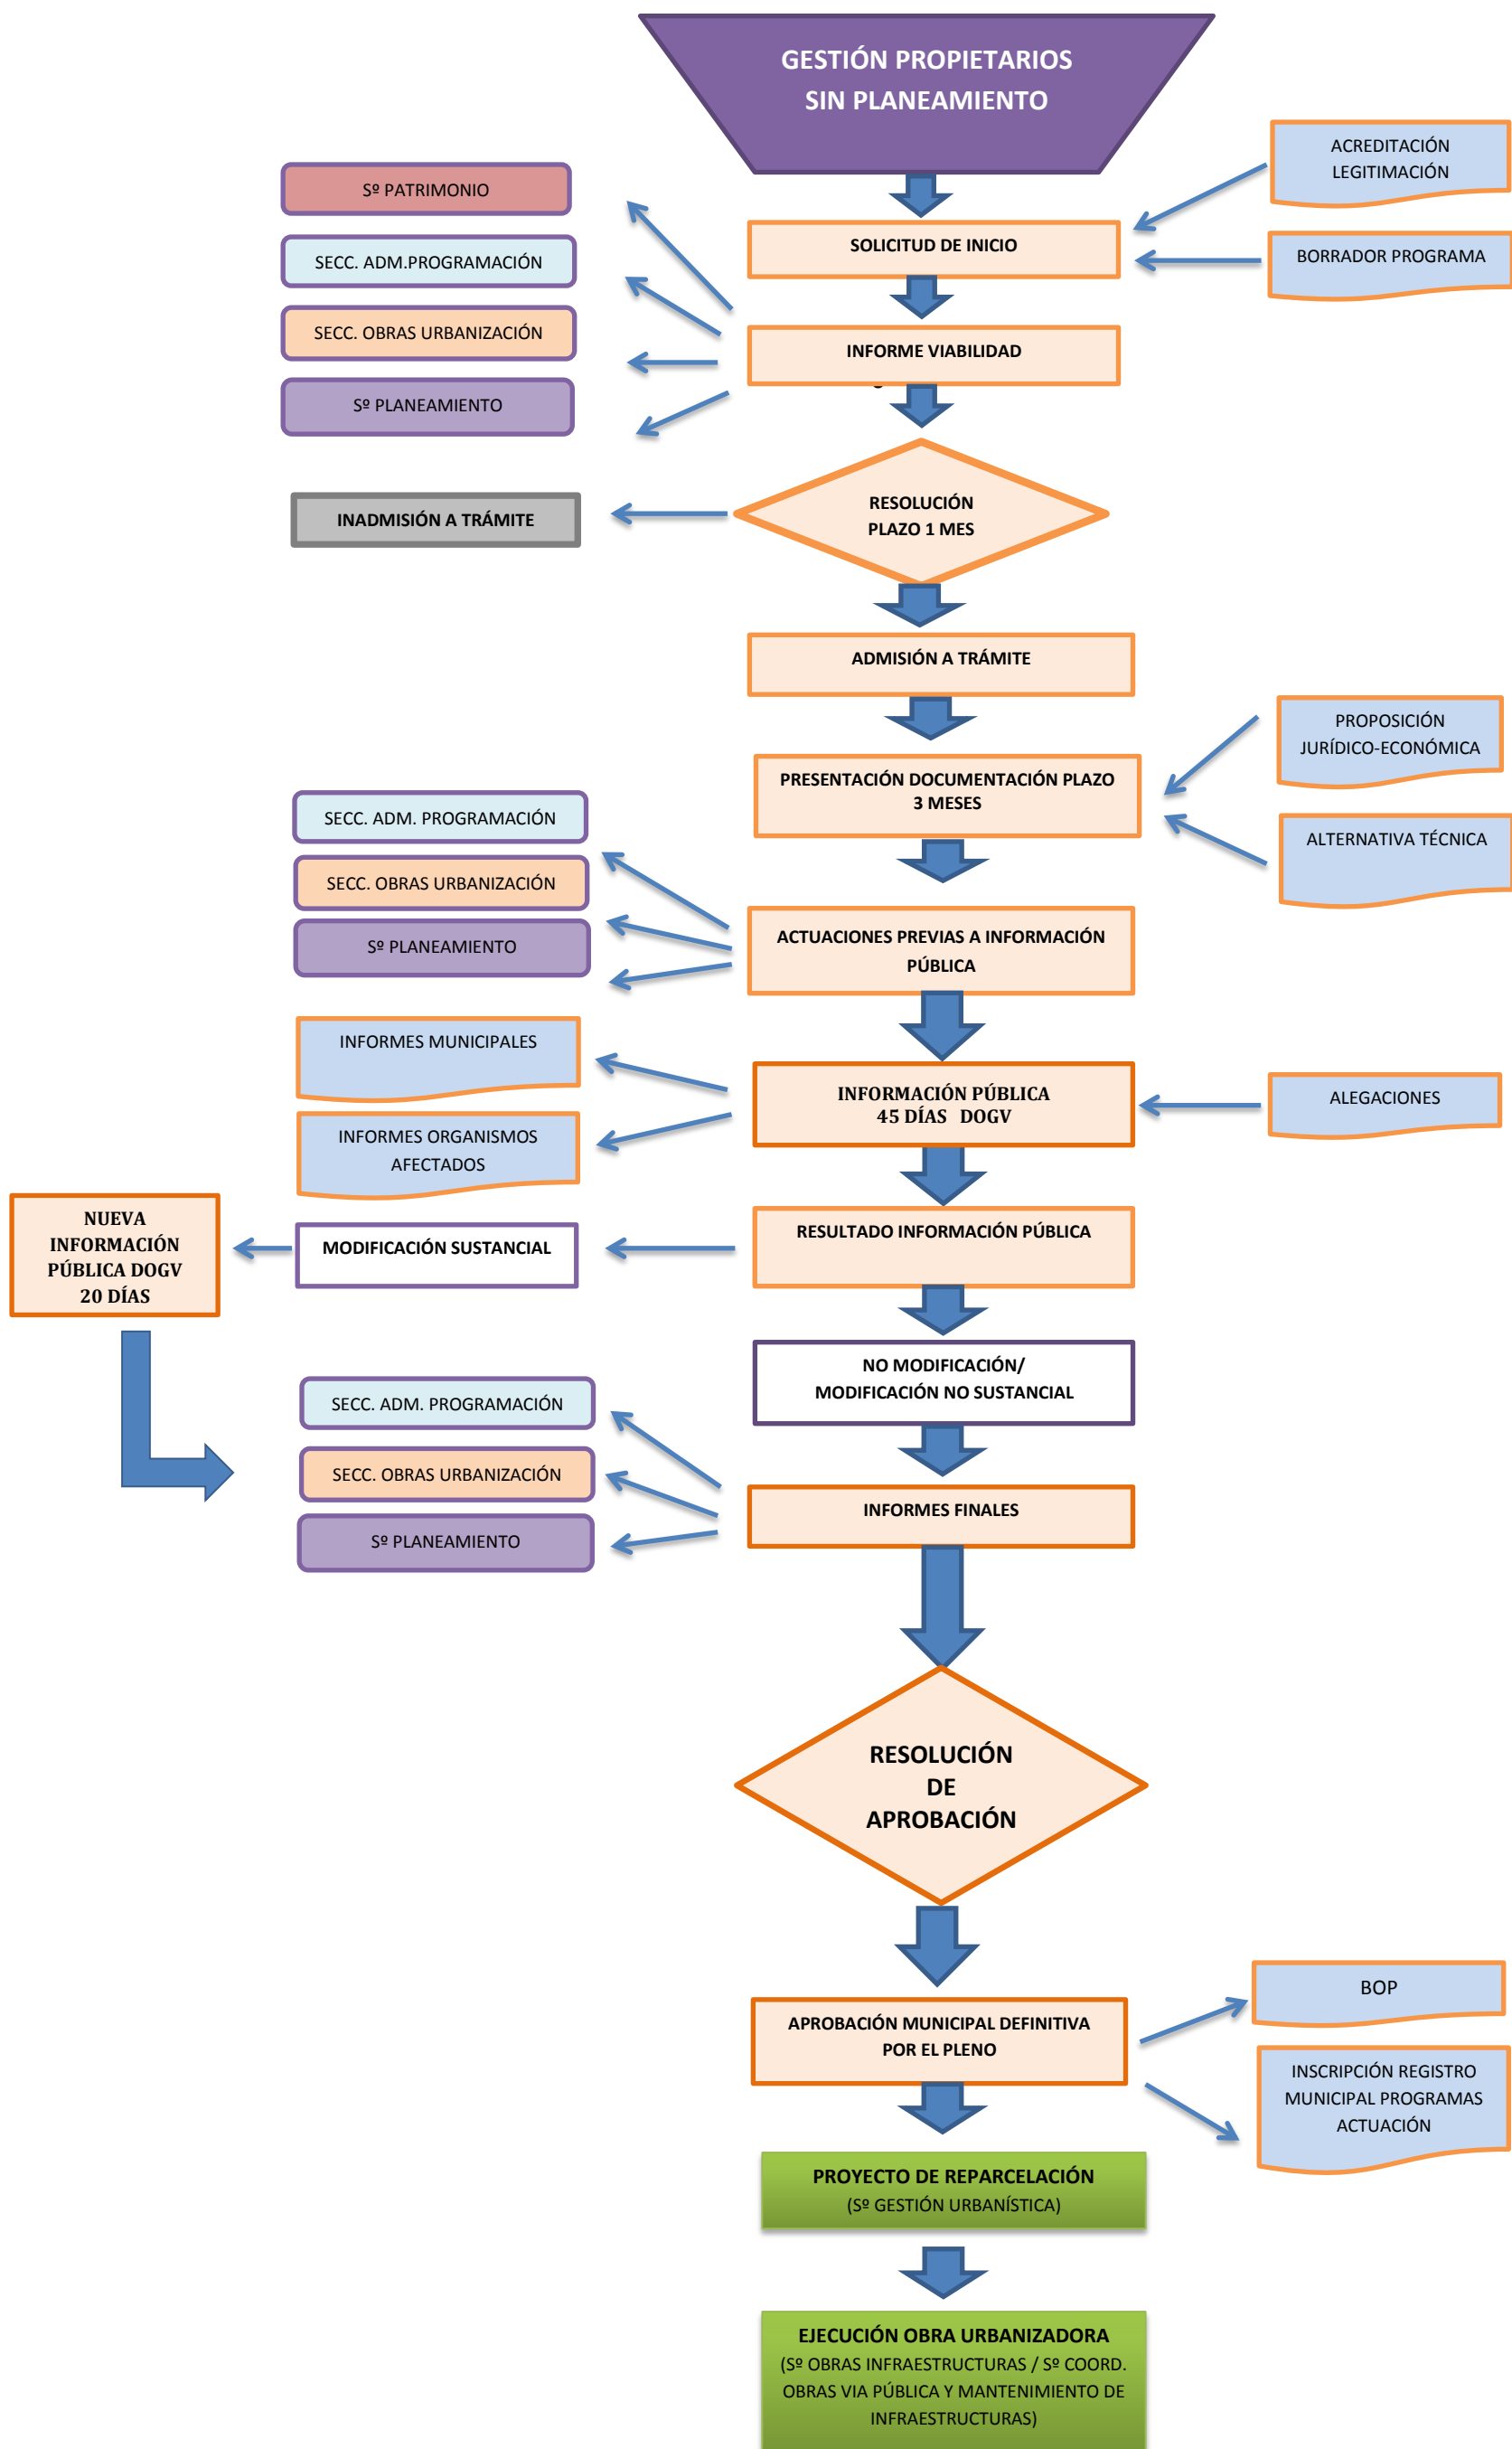 GESTIÓN PROPIETARIOS
SIN PLANEAMIENTO
ACREDITACIÓN
LEGITIMACIÓN
Sº PATRIMONIO
SOLICITUD DE INICIO
BORRADOR PROGRAMA
SECC. ADM.PROGRAMACIÓN
SECC. OBRAS URBANIZACIÓN
INFORME VIABILIDAD
Sº PLANEAMIENTO
RESOLUCIÓN
PLAZO 1 MES
INADMISIÓN A TRÁMITE
ADMISIÓN A TRÁMITE
PROPOSICIÓN
JURÍDICO-ECONÓMICA
PRESENTACIÓN DOCUMENTACIÓN PLAZO
3 MESES
SECC. ADM. PROGRAMACIÓN
ALTERNATIVA TÉCNICA
SECC. OBRAS URBANIZACIÓN
Sº PLANEAMIENTO
ACTUACIONES PREVIAS A INFORMACIÓN
PÚBLICA
INFORMES MUNICIPALES
INFORMACIÓN PÚBLICA
45 DÍAS DOGV
ALEGACIONES
INFORMES ORGANISMOS
AFECTADOS
NUEVA
INFORMACIÓN
PÚBLICA DOGV
20 DÍAS
MODIFICACIÓN SUSTANCIAL
RESULTADO INFORMACIÓN PÚBLICA
NO MODIFICACIÓN/
MODIFICACIÓN NO SUSTANCIAL
SECC. ADM. PROGRAMACIÓN
SECC. OBRAS URBANIZACIÓN
Sº PLANEAMIENTO
INFORMES FINALES
RESOLUCIÓN
DE
APROBACIÓN
APROBACIÓN MUNICIPAL DEFINITIVA
POR EL PLENO
BOP
INSCRIPCIÓN REGISTRO
MUNICIPAL PROGRAMAS
ACTUACIÓN
PROYECTO DE REPARCELACIÓN
(Sº GESTIÓN URBANÍSTICA)
EJECUCIÓN OBRA URBANIZADORA
(Sº OBRAS INFRAESTRUCTURAS / Sº COORD.
OBRAS VIA PÚBLICA Y MANTENIMIENTO DE
INFRAESTRUCTURAS)